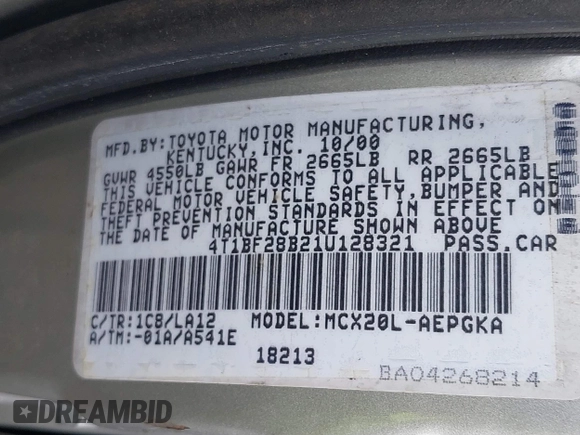 MFD.BY:TOYOTA MOTOR MANUFACTURING,
KENTUCKY, INC. 10/00
GVWR 4550LB GAWR FR 2665LB RR 2665LB
THIS VEHICLE CONFORMS TO ALL APPLICABLE
FEDERAL MOTOR VEHICLE SAFETY, BUMPER AND
THEFT PREVENTION STANDARDS IN EFFECT ON
THE DATE OF MANUFACTURE SHOWN ABOVE
4T1BF28B21U128321 PASS.CAR
C/TR:1C8/LA12 MODEL:MCX20L-AEPGKA
A/TM:-01A/A541E
18213
BA04268214
DREAMBID